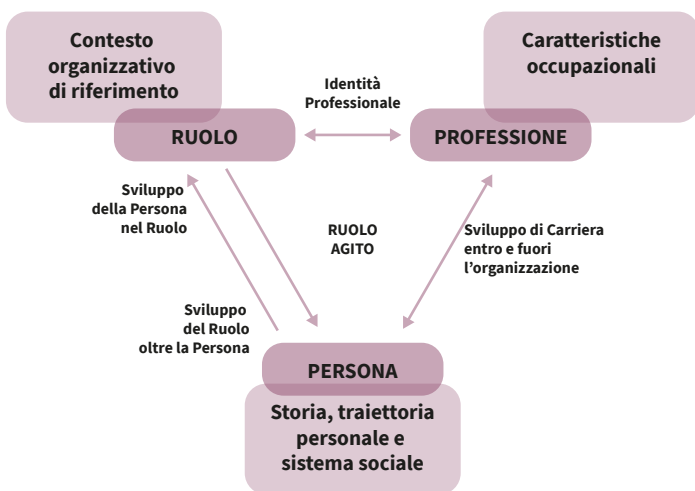 Contesto
organizzativo
di riferimento
Caratteristiche
occupazionali
Identità
Professionale
RUOLO
PROFESSIONE
Sviluppo
della Persona
nel Ruolo
RUOLO
AGITO
Sviluppo di Carriera
entro e fuori
l'organizzazione
Sviluppo
del Ruolo
oltre la Persona
PERSONA
Storia, traiettoria
personale e
sistema sociale